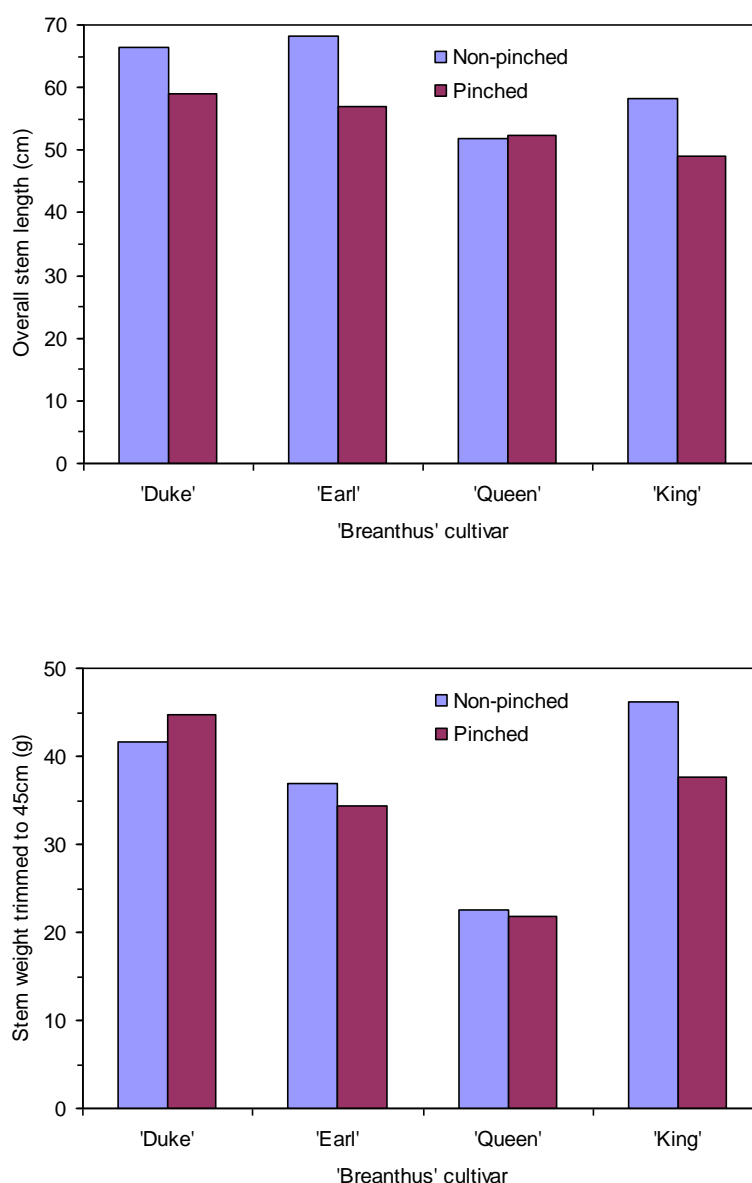 70
60
50
40
30
20
10
0
Overall stem length (cm)
Non-pinched
Pinched
'Duke' 'Earl' 'Queen' 'King'
'Breanthus' cultivar
50
40
30
20
10
0
Stem weight trimmed to 45cm (g)
Non-pinched
Pinched
'Duke' 'Earl' 'Queen' 'King'
'Breanthus' cultivar